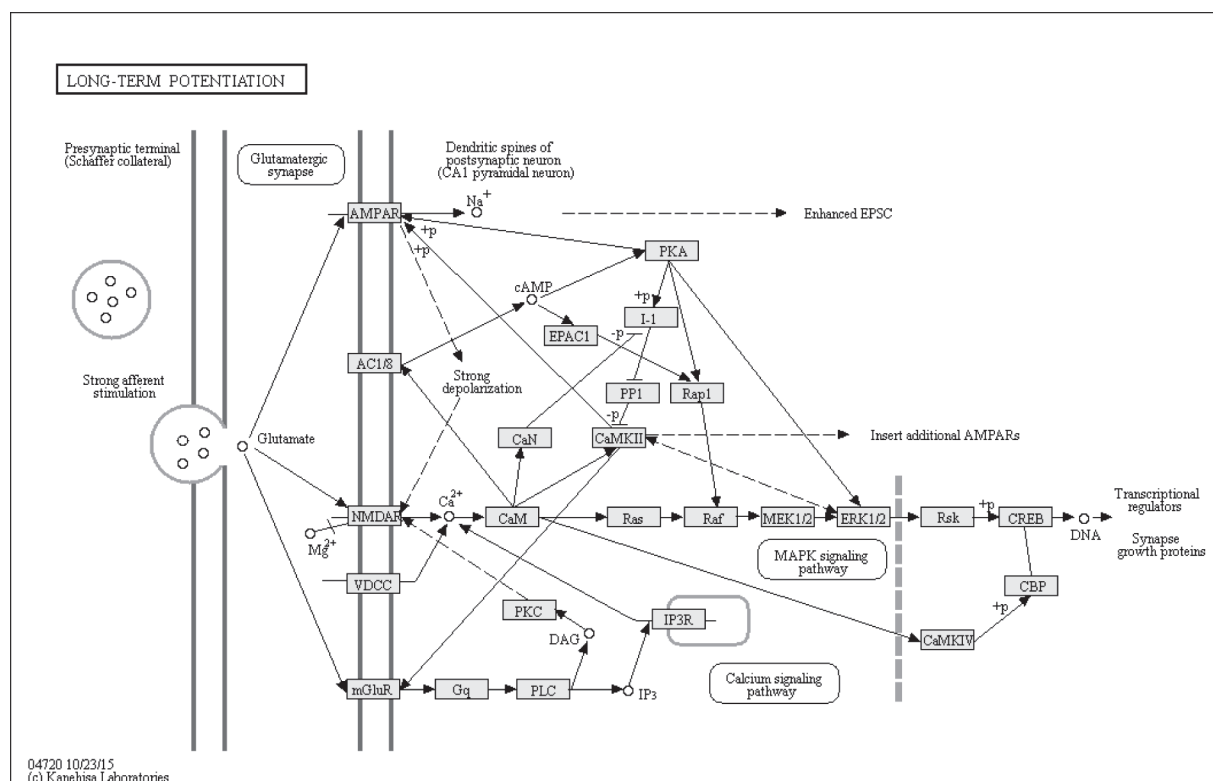 LONG-TERM POTENTIATION
Presynaptic terminal
(Schaffer collateral)
Glutamatergic
synapse
Dendritic spines of
postsynaptic neuron
(CA1 pyramidal neuron)
Na+
AMPAR
Enhanced EPSC
+p
+p
PKA
cAMP
+p
I-1
EPAC1
-p
AC1/8
Strong afferent
stimulation
Strong
depolarization
PP1
Rap1
-p
Glutamate
CaN
CaMKII
Insert additional AMPARs
Ca2+
NMDAR
CaM
Ras
Raf
MEK1/2
ERK1/2
Rsk
+p
CREB
DNA
Transcriptional
regulators
Synapse
growth proteins
Mg2+
MAPK signaling
pathway
VDCC
CBP
PKC
IP3R
+p
DAG
CaMKIV
mGluR
Gq
PLC
IP3
Calcium signaling
pathway
04720 10/23/15
(c) Kanehisa Laboratories